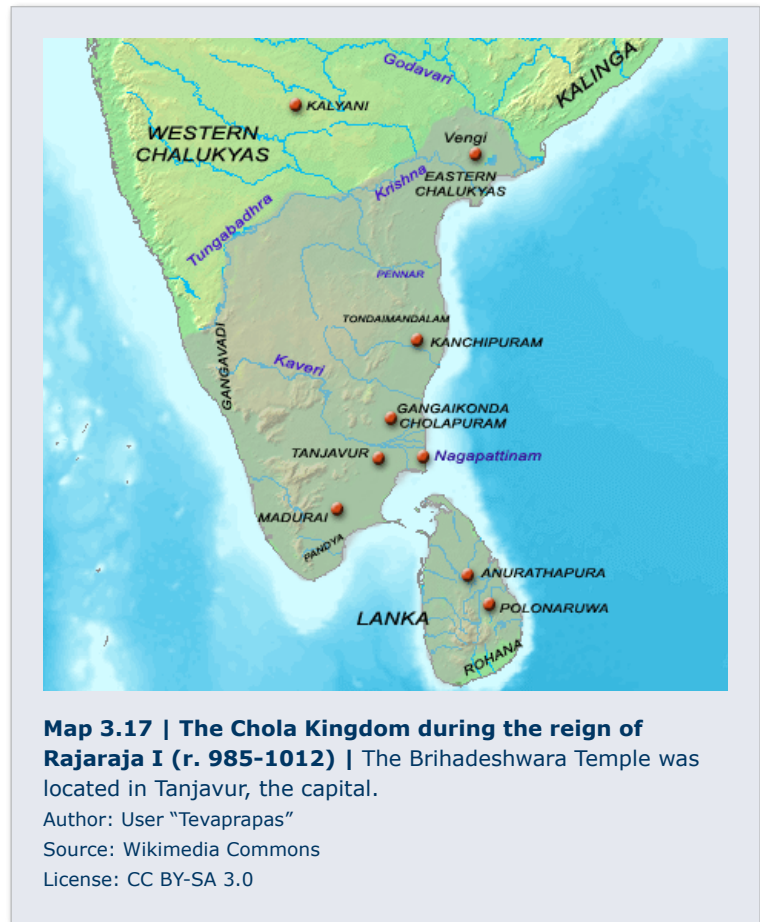 Godavari
KALINGA
KALYANI
WESTERN
CHALUKYAS
Vengi
EASTERN
CHALUKYAS
Krishna
Tungabadhra
PENNAR
TONDAIMANDALAM
KANCHIPURAM
GANGAVADI
Kaveri
GANGAIKONDA
CHOLAPURAM
TANJAVUR
Nagapattinam
MADURAI
PANDYA
ANURATHAPURA
POLONARUWA
LANKA
ROHANA
Map 3.17 | The Chola Kingdom during the reign of
Rajaraja I (r. 985-1012) | The Brihadeshwara Temple was
located in Tanjavur, the capital.
Author: User “Tevaprapas”
Source: Wikimedia Commons
License: CC BY-SA 3.0